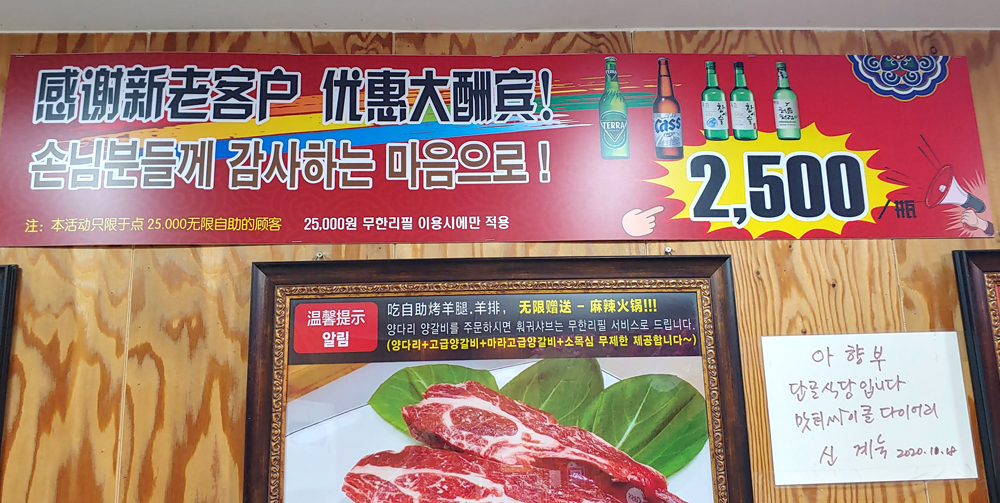 感谢新老客户 优惠大酬宾!
손님분들께 감사하는 마음으로!
TERRA
Cass
2,500/瓶
注: 本活动只限于点 25.000无限自助的顾客 25,000원 무한리필 이용시에만 적용
温馨提示
알림
吃自助烤羊腿.羊排, 无限赠送 - 麻辣火锅!!!
양다리 양갈비를 주문하시면 훠궈샤브는 무한리필 서비스로 드립니다.
(양다리+고급양갈비+마라고급양갈비+소목심 무제한 제공합니다~)
아 향 부
단골식당입니다
맛튀싸이클 다이어리
신 계숙 2020.10.18